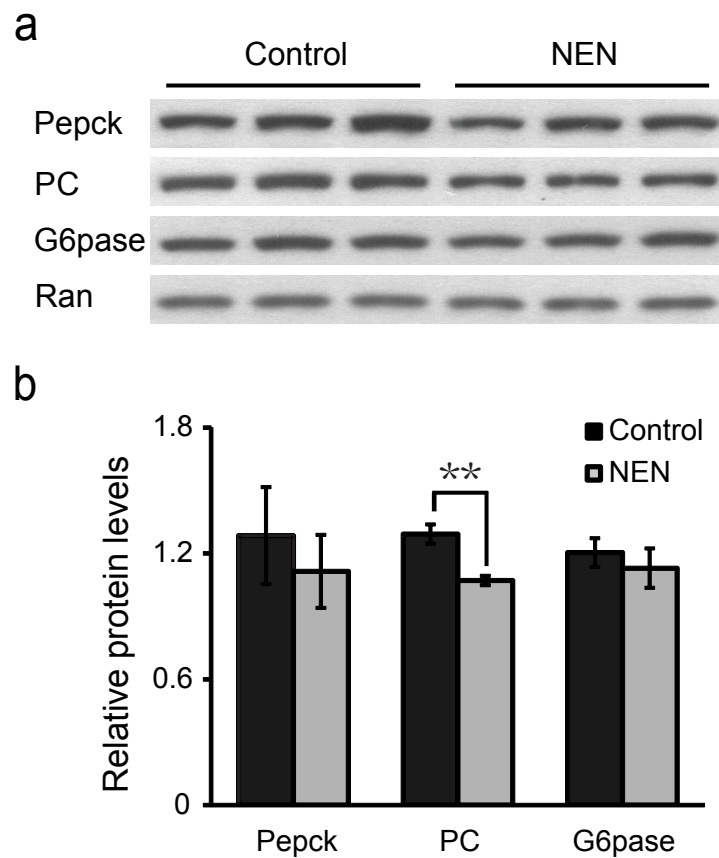 a
Control NEN
Pepck
PC
G6pase
Ran
b
Relative protein levels
1.8
1.2
0.6
0
**
Control
NEN
Pepck PC G6pase